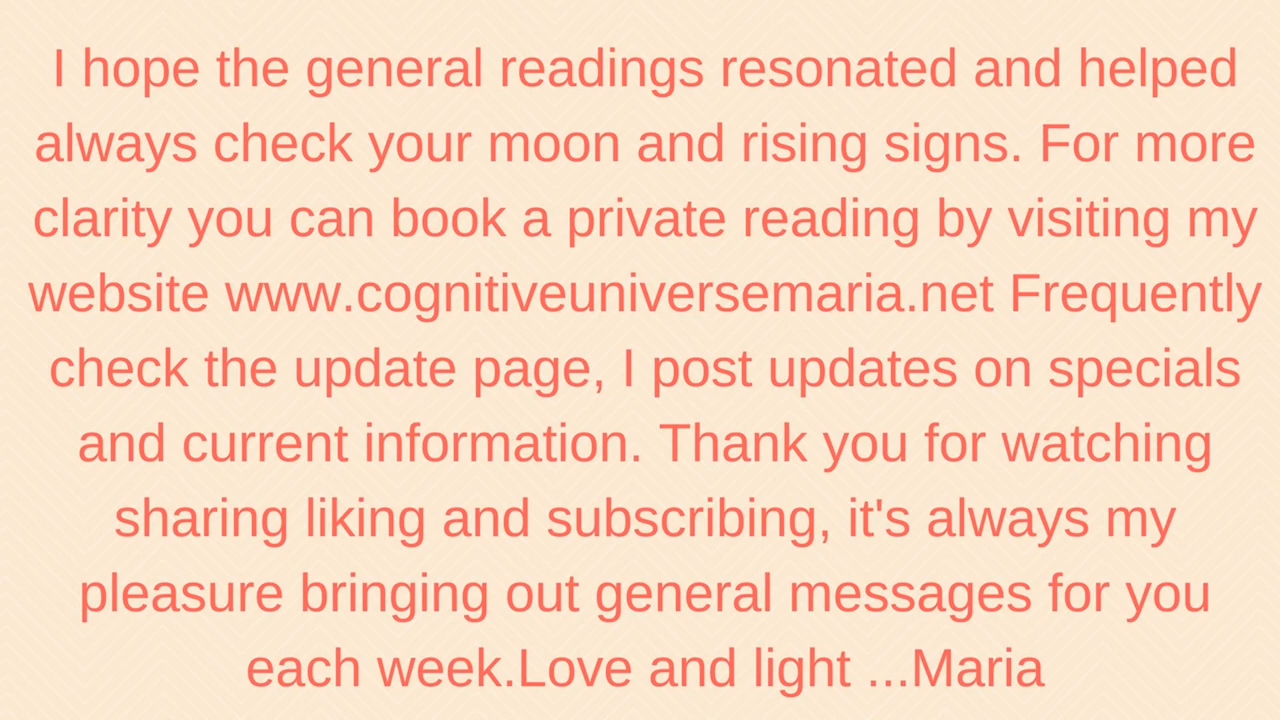 I hope the general readings resonated and helped
always check your moon and rising signs. For more
clarity you can book a private reading by visiting my
website www.cognitiveuniversemaria.net Frequently
check the update page, I post updates on specials
and current information. Thank you for watching
sharing liking and subscribing, it's always my
pleasure bringing out general messages for you
each week.Love and light ...Maria